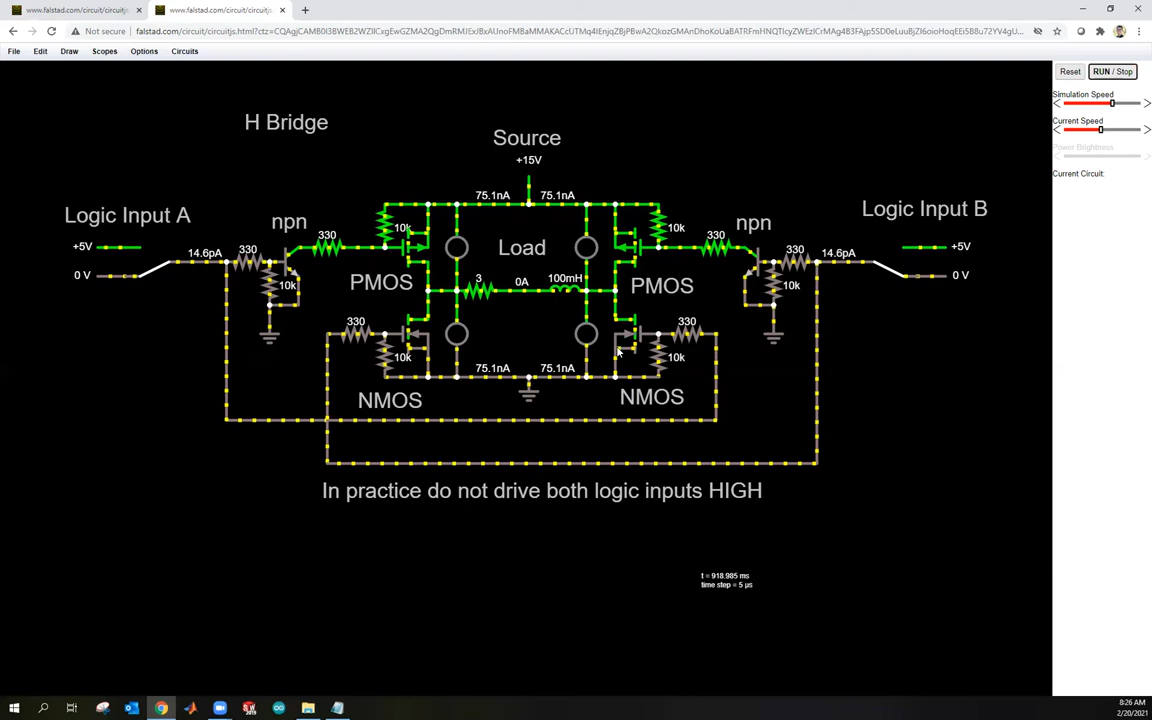 www.falstad.com/circuit/circuitjs.
www.falstad.com/circuit/circuitjs.
Not secure
File
Edit
Draw
Scopes
Options
Circuits
Reset
RUN / Stop
Simulation Speed
Current Speed
Power Brightness
Current Circuit:
H Bridge
Source
+15V
75.1nA
75.1nA
Logic Input A
npn
npn
Logic Input B
+5V
0 V
14.6pA
330
10k
330
10k
PMOS
Load
3
0A
100mH
10k
PMOS
330
330
10k
14.6pA
+5V
0 V
330
10k
75.1nA
75.1nA
330
10k
NMOS
NMOS
In practice do not drive both logic inputs HIGH
t = 918.985 ms
time step = 5 µs
8:26 AM
2/20/2021